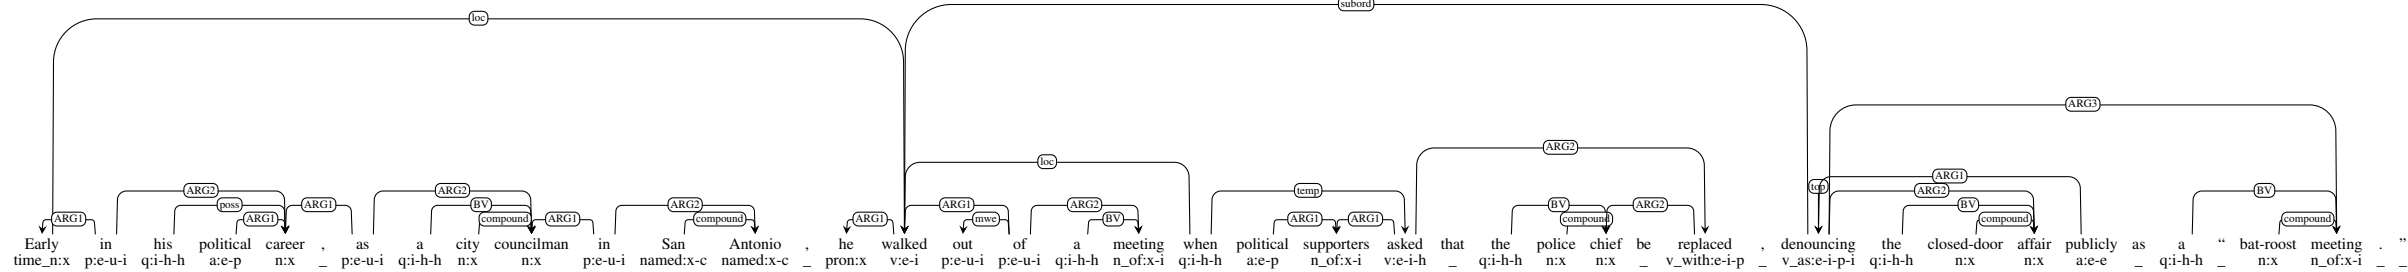 subord
loc
ARG3
loc ARG2
ARG1
ARG2 ARG2 ARG2 temp top ARG2 BV
poss ARG1 BV ARG1 ARG2 BV ARG2 BV
ARG1 ARG1 compound ARG1 compound ARG1 mwe BV ARG1 ARG1 compound compound compound
Early in his political career , as a city councilman in San Antonio , he walked out of a meeting when political supporters asked that the police chief be replaced , denouncing the closed-door affair publicly as a “ bat-roost meeting . ”
time_n:x p:e-u-i q:i-h-h a:e-p n:x _ p:e-u-i q:i-h-h n:x n:x p:e-u-i named:x-c named:x-c _ pron:x v:e-i p:e-u-i p:e-u-i q:i-h-h n_of:x-i q:i-h-h a:e-p n_of:x-i v:e-i-h _ q:i-h-h n:x n:x _ v_with:e-i-p _ v_as:e-i-p-i q:i-h-h n:x n:x a:e-e _ q:i-h-h _ n:x n_of:x-i _ _